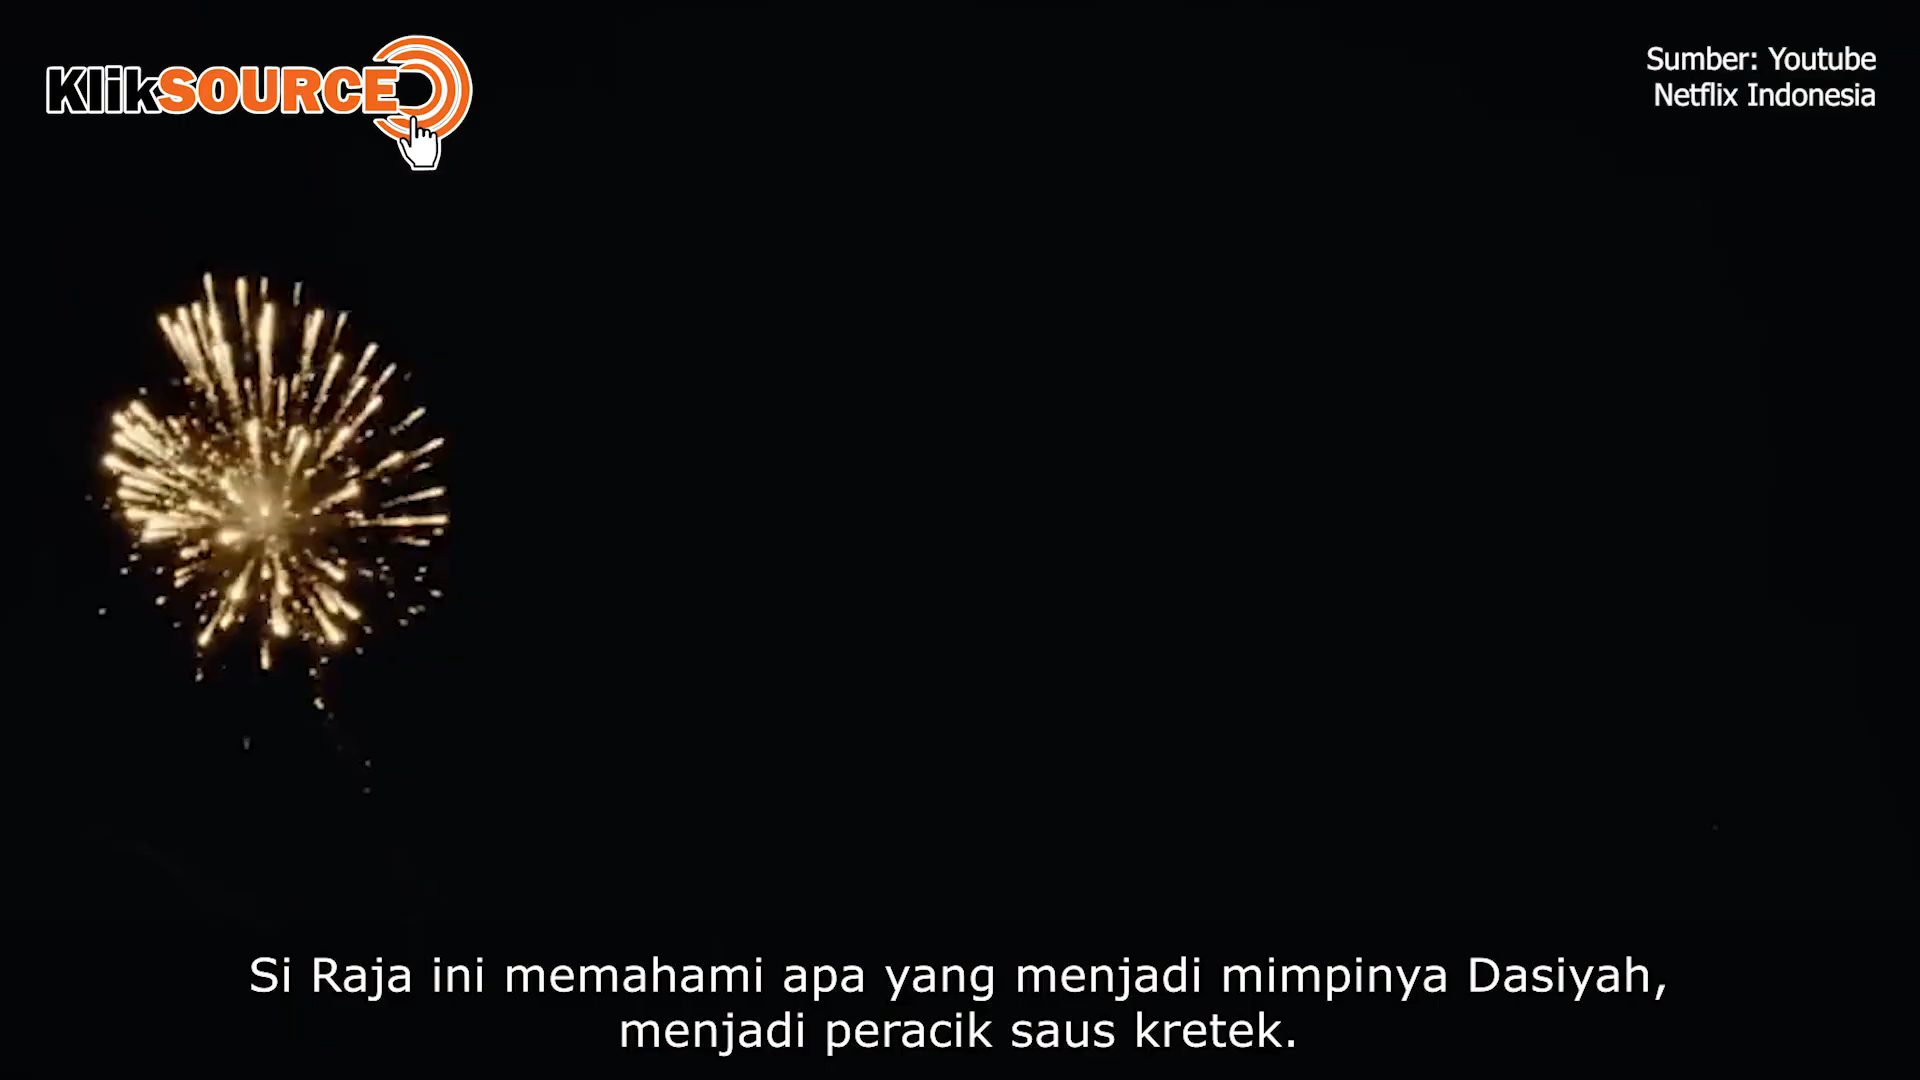 KlikSOURCE
Sumber: Youtube
Netflix Indonesia
Si Raja ini memahami apa yang menjadi mimpinya Dasiyah,
menjadi peracik saus kretek.